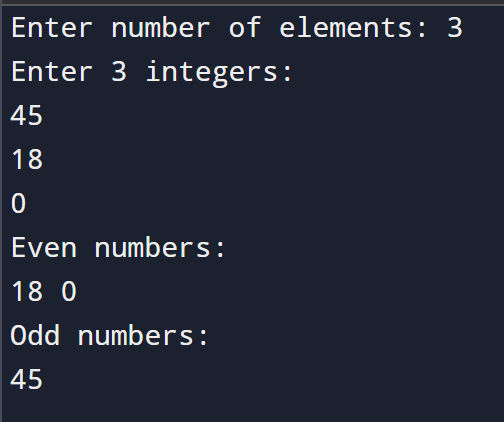 Enter number of elements: 3
Enter 3 integers:
45
18
0
Even numbers:
18 0
Odd numbers:
45